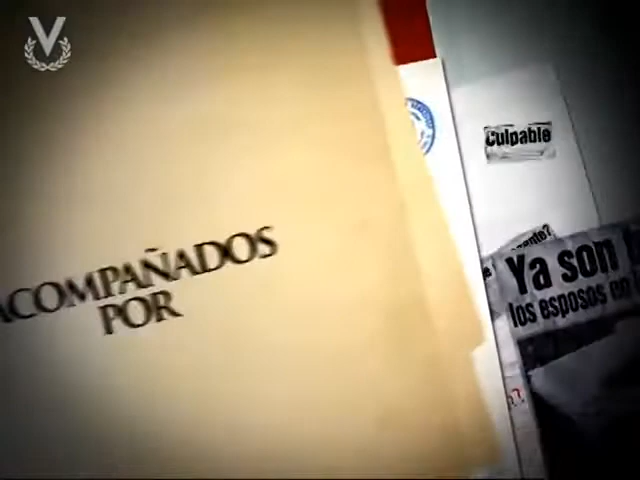 V
ACOMPAÑADOS
POR
Culpable
Ya son
los esposos en